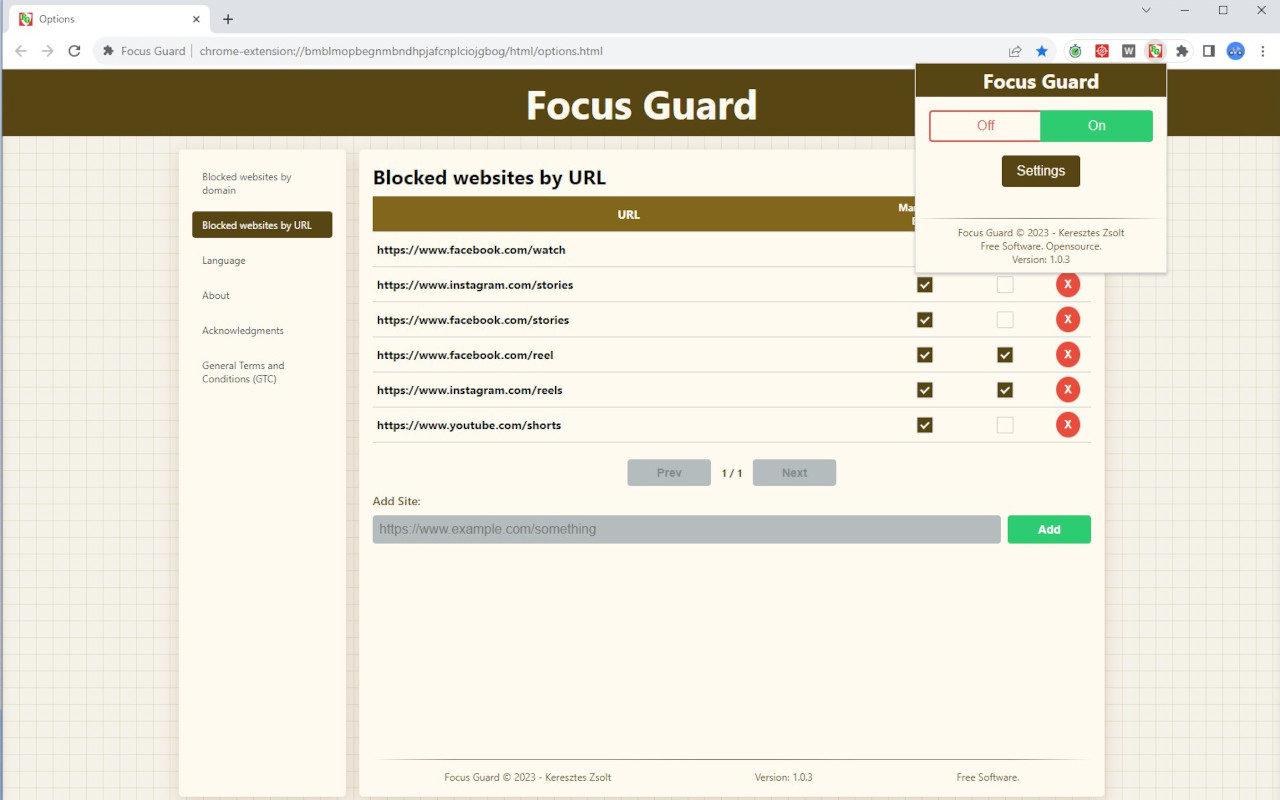 Options
Focus Guard
chrome-extension://bmblmopbegnmbndhpjafcnplciojgbog/html/options.html
Focus Guard
Focus Guard
Off
On
Settings
Focus Guard © 2023 - Keresztes Zsolt
Free Software. Opensource.
Version: 1.0.3
Blocked websites by
domain
Blocked websites by URL
Language
About
Acknowledgments
General Terms and
Conditions (GTC)
Blocked websites by URL
URL
https://www.facebook.com/watch
https://www.instagram.com/stories
X
https://www.facebook.com/stories
X
https://www.facebook.com/reel
X
https://www.instagram.com/reels
X
https://www.youtube.com/shorts
X
Prev
1 / 1
Next
Add Site:
https://www.example.com/something
Add
Focus Guard © 2023 - Keresztes Zsolt
Version: 1.0.3
Free Software.